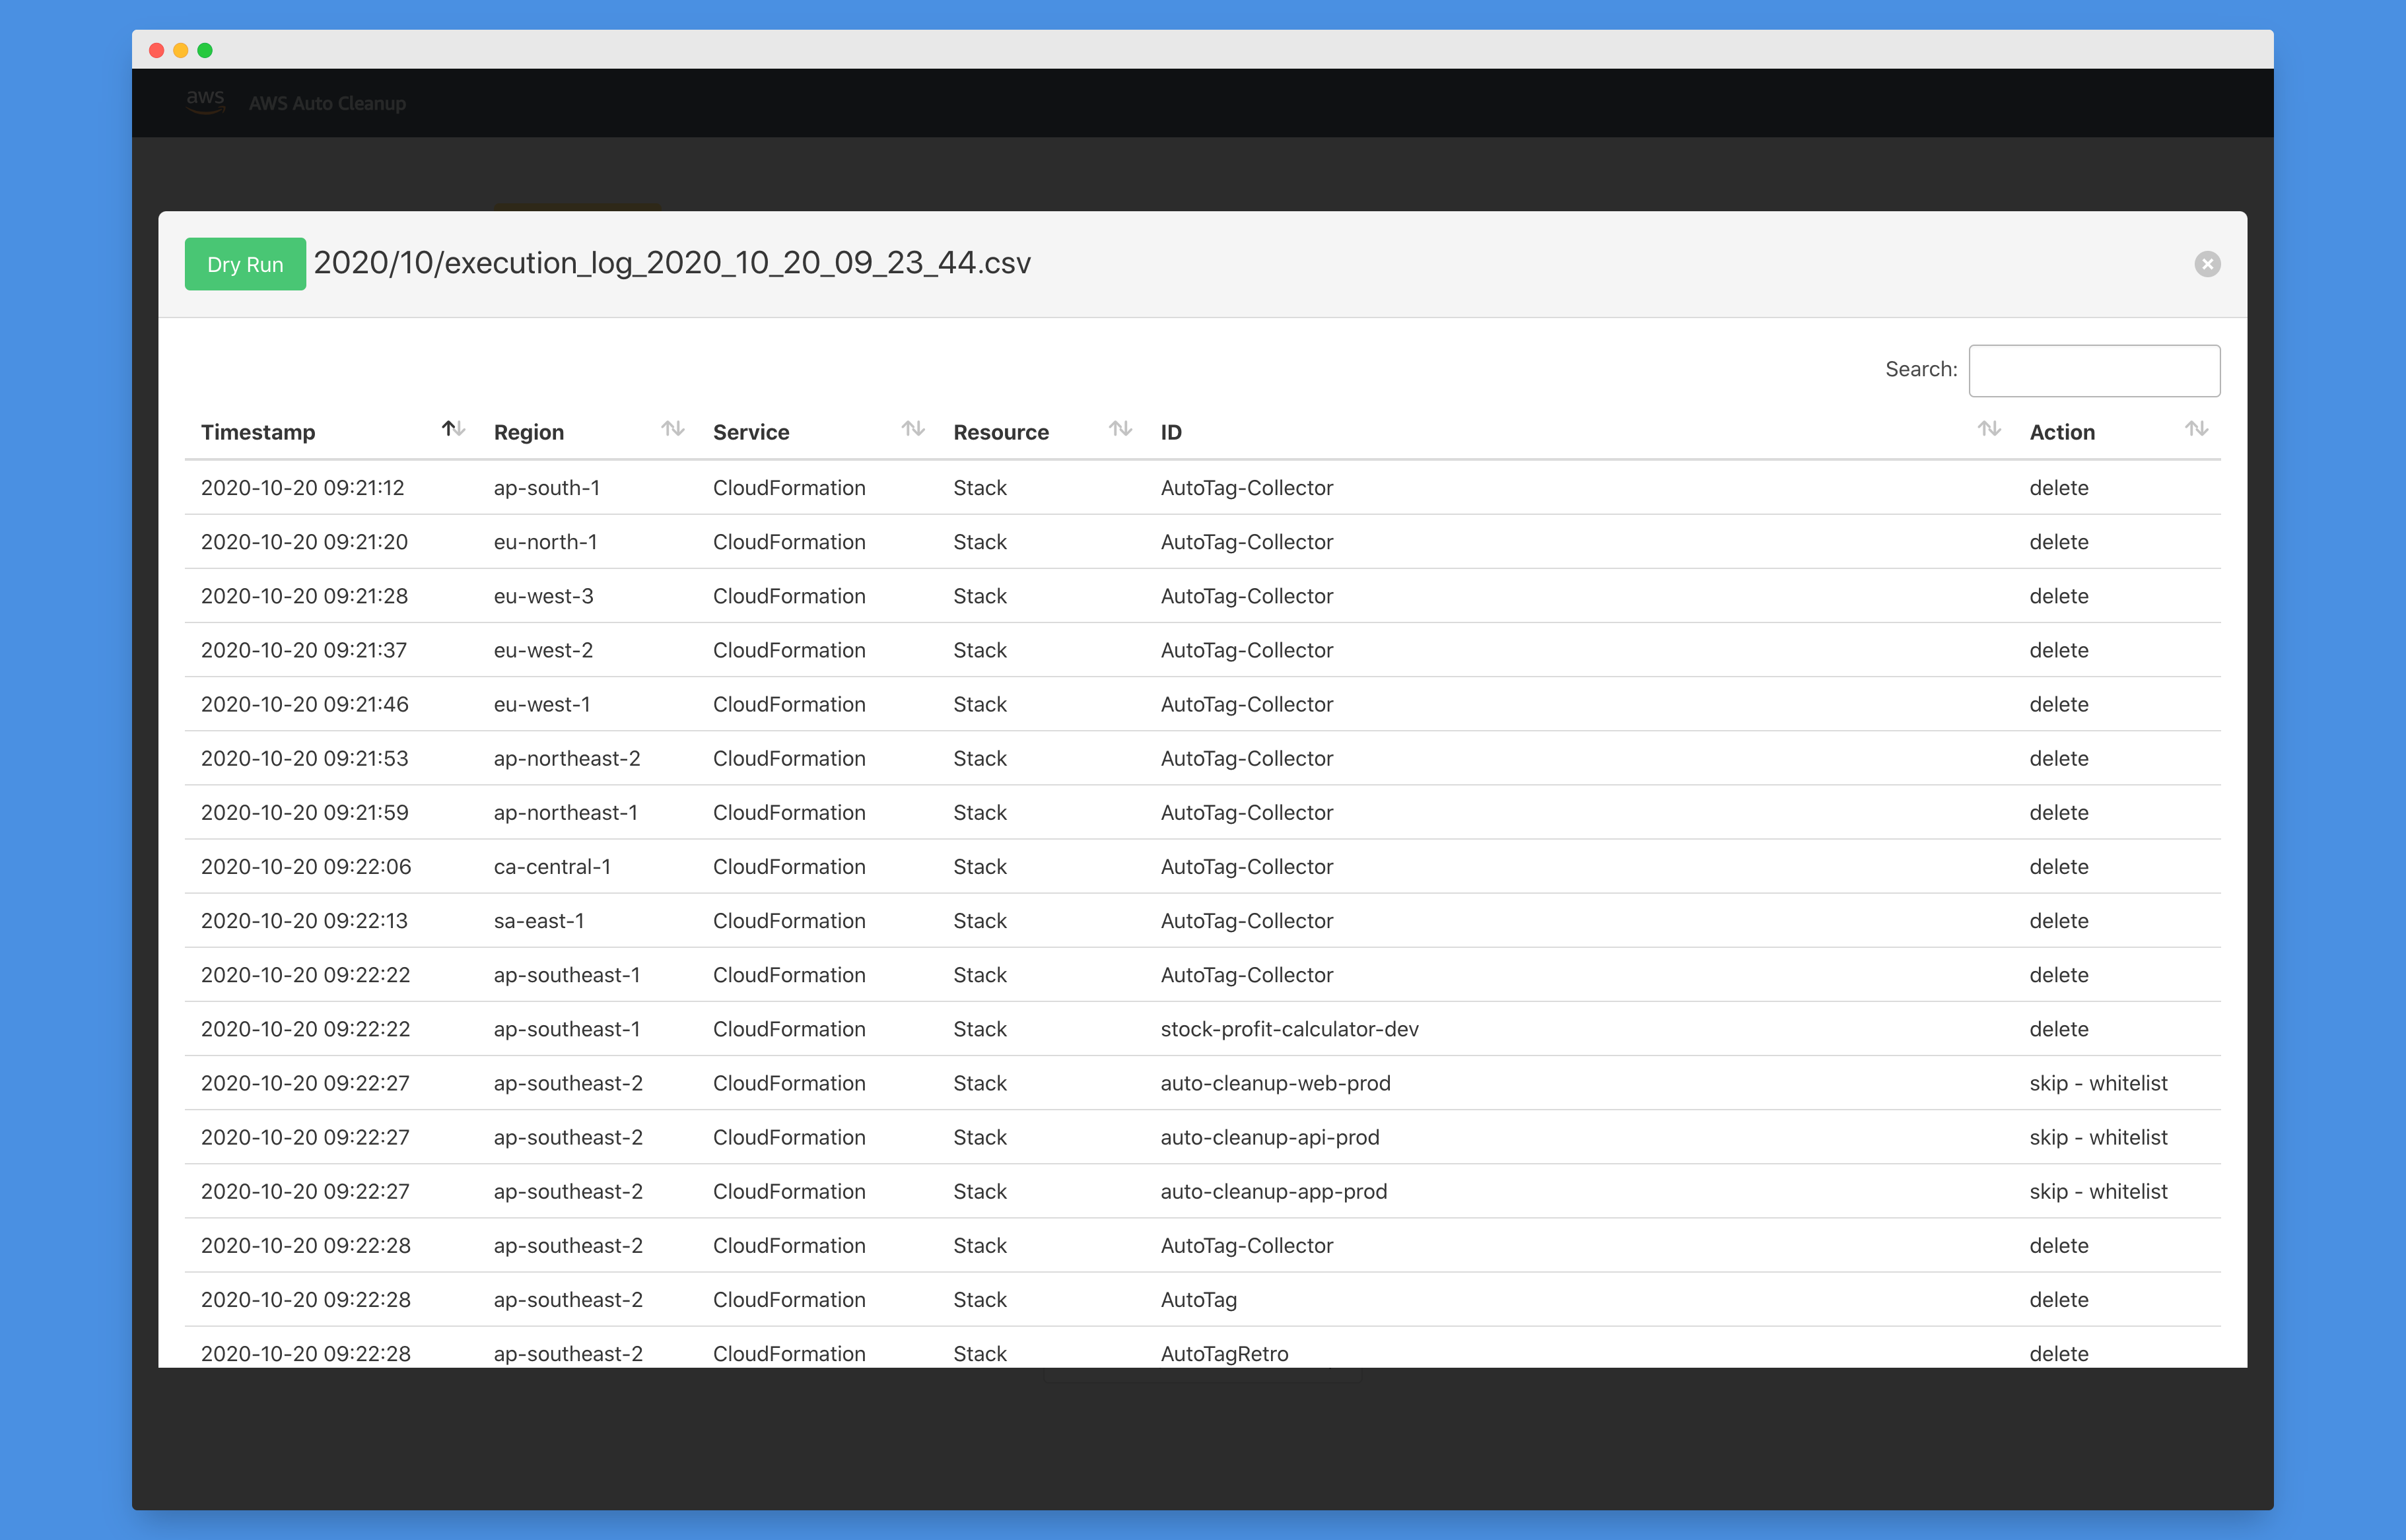 aws AWS Auto Cleanup
Dry Run 2020/10/execution_log_2020_10_20_09_23_44.csv
Search:
Timestamp Region Service Resource ID Action
2020-10-20 09:21:12 ap-south-1 CloudFormation Stack AutoTag-Collector delete
2020-10-20 09:21:20 eu-north-1 CloudFormation Stack AutoTag-Collector delete
2020-10-20 09:21:28 eu-west-3 CloudFormation Stack AutoTag-Collector delete
2020-10-20 09:21:37 eu-west-2 CloudFormation Stack AutoTag-Collector delete
2020-10-20 09:21:46 eu-west-1 CloudFormation Stack AutoTag-Collector delete
2020-10-20 09:21:53 ap-northeast-2 CloudFormation Stack AutoTag-Collector delete
2020-10-20 09:21:59 ap-northeast-1 CloudFormation Stack AutoTag-Collector delete
2020-10-20 09:22:06 ca-central-1 CloudFormation Stack AutoTag-Collector delete
2020-10-20 09:22:13 sa-east-1 CloudFormation Stack AutoTag-Collector delete
2020-10-20 09:22:22 ap-southeast-1 CloudFormation Stack AutoTag-Collector delete
2020-10-20 09:22:22 ap-southeast-1 CloudFormation Stack stock-profit-calculator-dev delete
2020-10-20 09:22:27 ap-southeast-2 CloudFormation Stack auto-cleanup-web-prod skip - whitelist
2020-10-20 09:22:27 ap-southeast-2 CloudFormation Stack auto-cleanup-api-prod skip - whitelist
2020-10-20 09:22:27 ap-southeast-2 CloudFormation Stack auto-cleanup-app-prod skip - whitelist
2020-10-20 09:22:28 ap-southeast-2 CloudFormation Stack AutoTag-Collector delete
2020-10-20 09:22:28 ap-southeast-2 CloudFormation Stack AutoTag delete
2020-10-20 09:22:28 ap-southeast-2 CloudFormation Stack AutoTagRetro delete